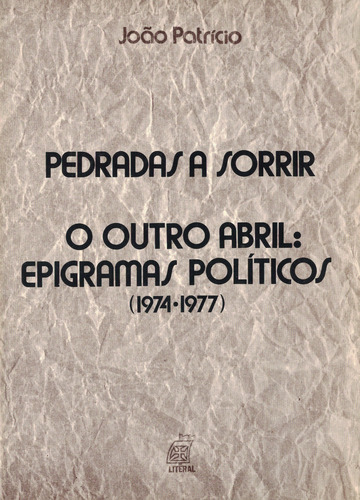 João Patrício
PEDRADAS A SORRIR
O OUTRO ABRIL:
EPIGRAMAS POLÍTICOS
(1974•1977)
LITERAL